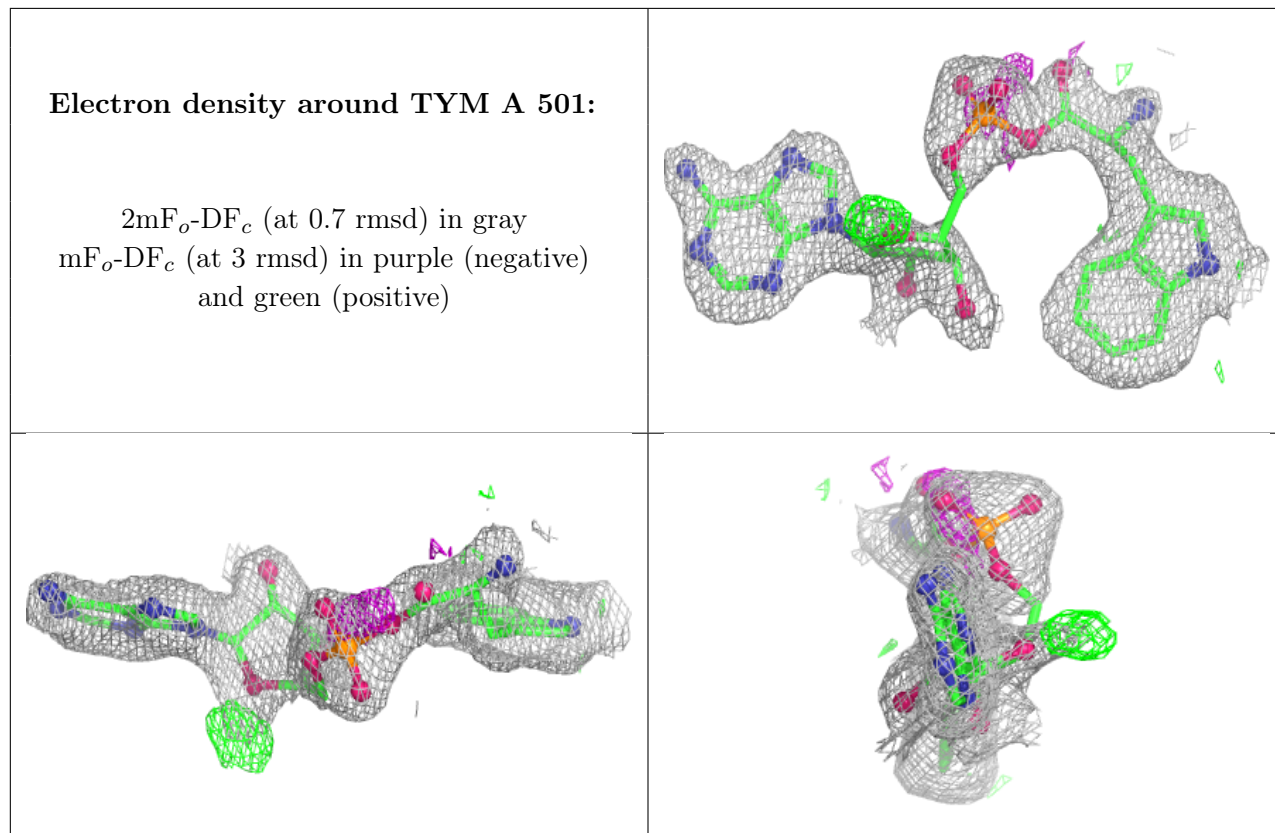 Electron density around TYM A 501:
2mFo-DFc (at 0.7 rmsd) in gray
mFo-DFc (at 3 rmsd) in purple (negative)
and green (positive)